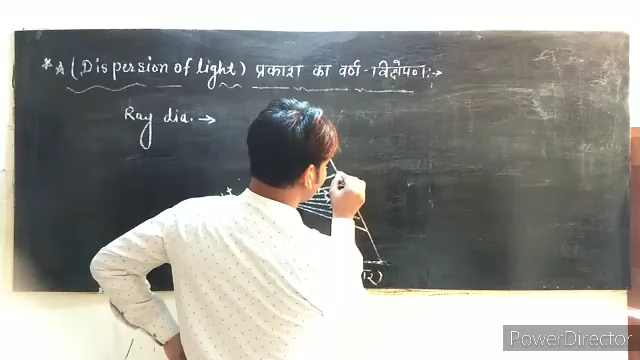 ** (Dispersion of light) प्रकाश का वर्ण-विक्षेपण :->
Ray dia. ->
PowerDirector